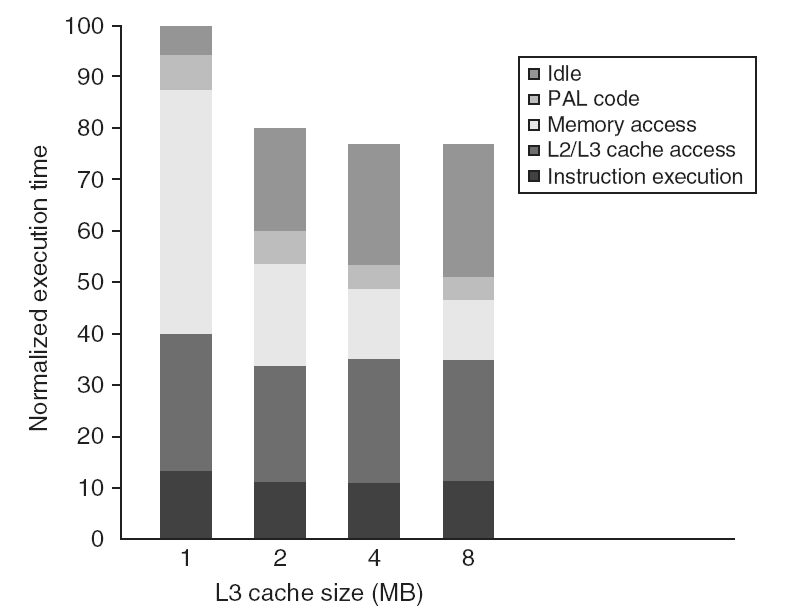 100
90
80
70
60
50
40
30
20
10
0
Normalized execution time
1 2 4 8
L3 cache size (MB)
Idle
PAL code
Memory access
L2/L3 cache access
Instruction execution